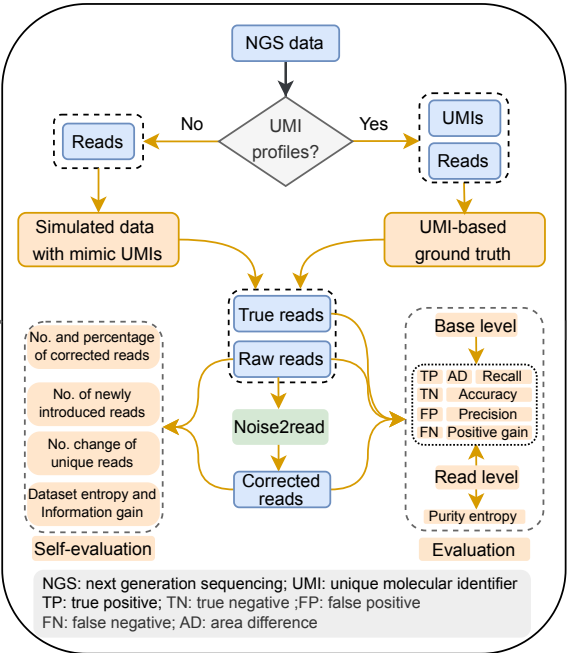 NGS data
UMI
profiles?
No
Yes
Reads
UMIs
Reads
Simulated data
with mimic UMIs
UMI-based
ground truth
True reads
Raw reads
Noise2read
Corrected
reads
No. and percentage
of corrected reads
No. of newly
introduced reads
No. change of
unique reads
Dataset entropy and
Information gain
Self-evaluation
Base level
TP AD Recall
TN Accuracy
FP Precision
FN Positive gain
Read level
Purity entropy
Evaluation
NGS: next generation sequencing; UMI: unique molecular identifier
TP: true positive; TN: true negative ;FP: false positive
FN: false negative; AD: area difference